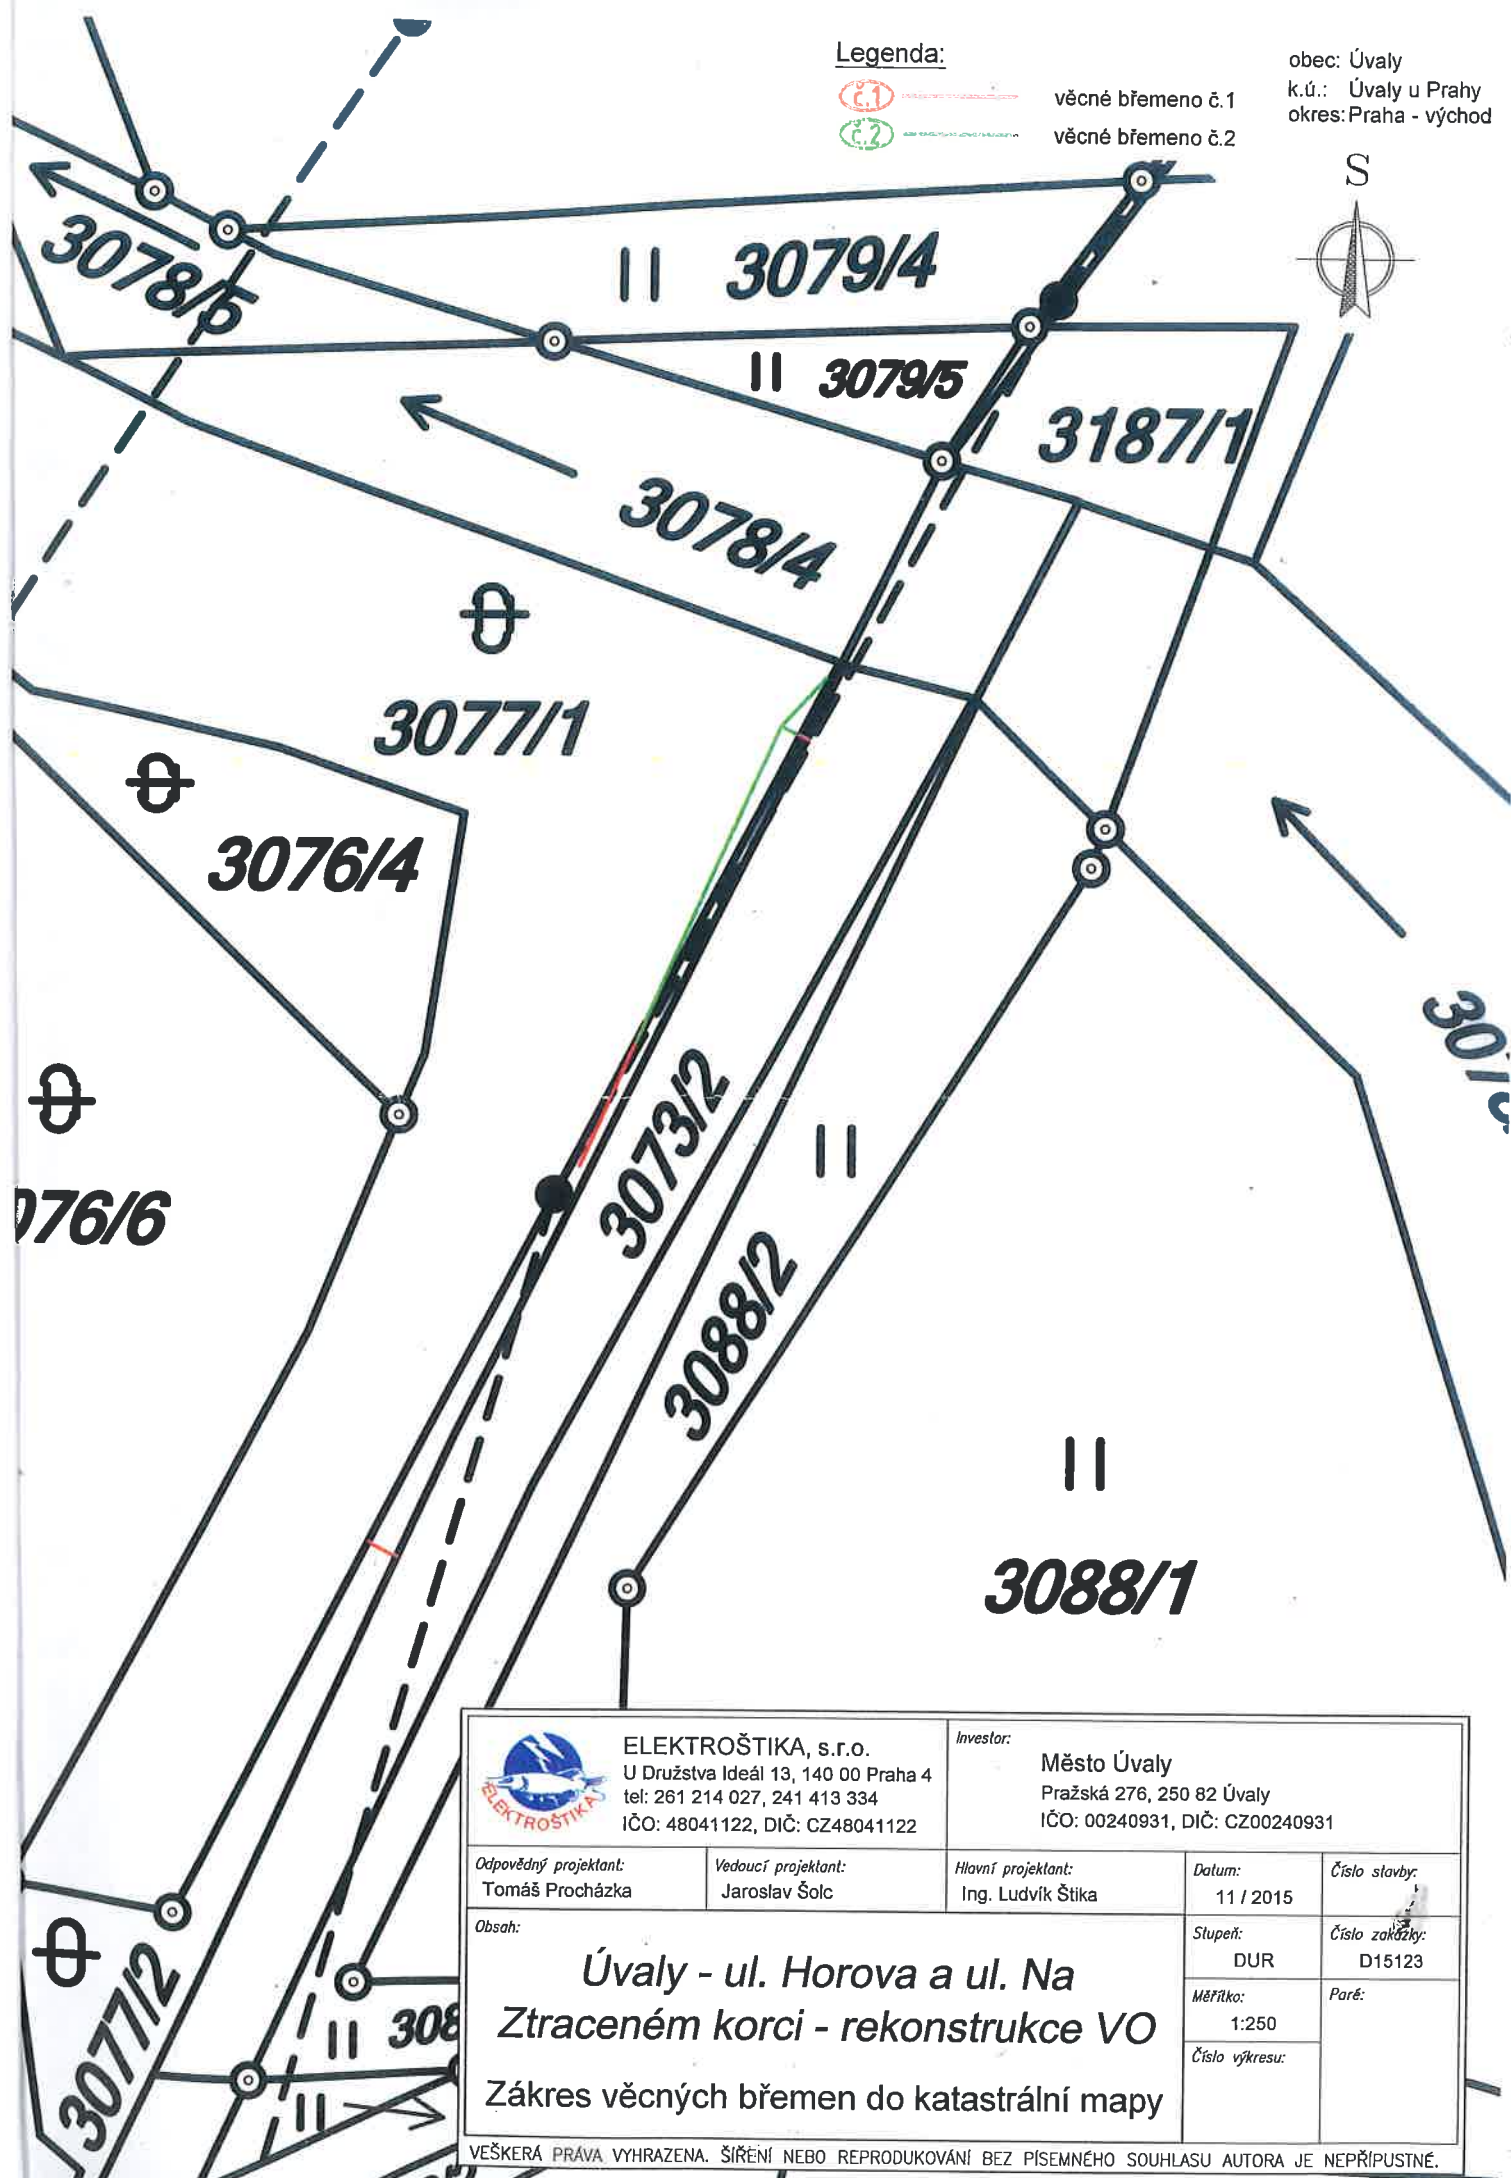 Legenda:
č.1 věcné břemeno č.1
č.2 věcné břemeno č.2
obec: Úvaly
k.ú.: Úvaly u Prahy
okres: Praha - východ
S
3078/5
3079/4
3079/5
3187/1
3078/4
3077/1
3076/4
3073/2
076/6
3088/2
3088/1
3077/2
308
ELEKTROŠTIKA
ELEKTROŠTIKA, s.r.o.
U Družstva Ideál 13, 140 00 Praha 4
tel: 261 214 027, 241 413 334
IČO: 48041122, DIČ: CZ48041122
Investor:
Město Úvaly
Pražská 276, 250 82 Úvaly
IČO: 00240931, DIČ: CZ00240931
Odpovědný projektant:
Tomáš Procházka
Vedoucí projektant:
Jaroslav Šolc
Hlavní projektant:
Ing. Ludvík Štika
Datum:
11 / 2015
Číslo stavby:
Obsah:
Úvaly - ul. Horova a ul. Na
Ztraceném korci - rekonstrukce VO
Zákres věcných břemen do katastrální mapy
Stupeň:
DUR
Číslo zakázky:
D15123
Měřítko:
1:250
Paré:
Číslo výkresu:
VEŠKERÁ PRÁVA VYHRAZENA. ŠÍŘENÍ NEBO REPRODUKOVÁNÍ BEZ PÍSEMNÉHO SOUHLASU AUTORA JE NEPŘÍPUSTNÉ.